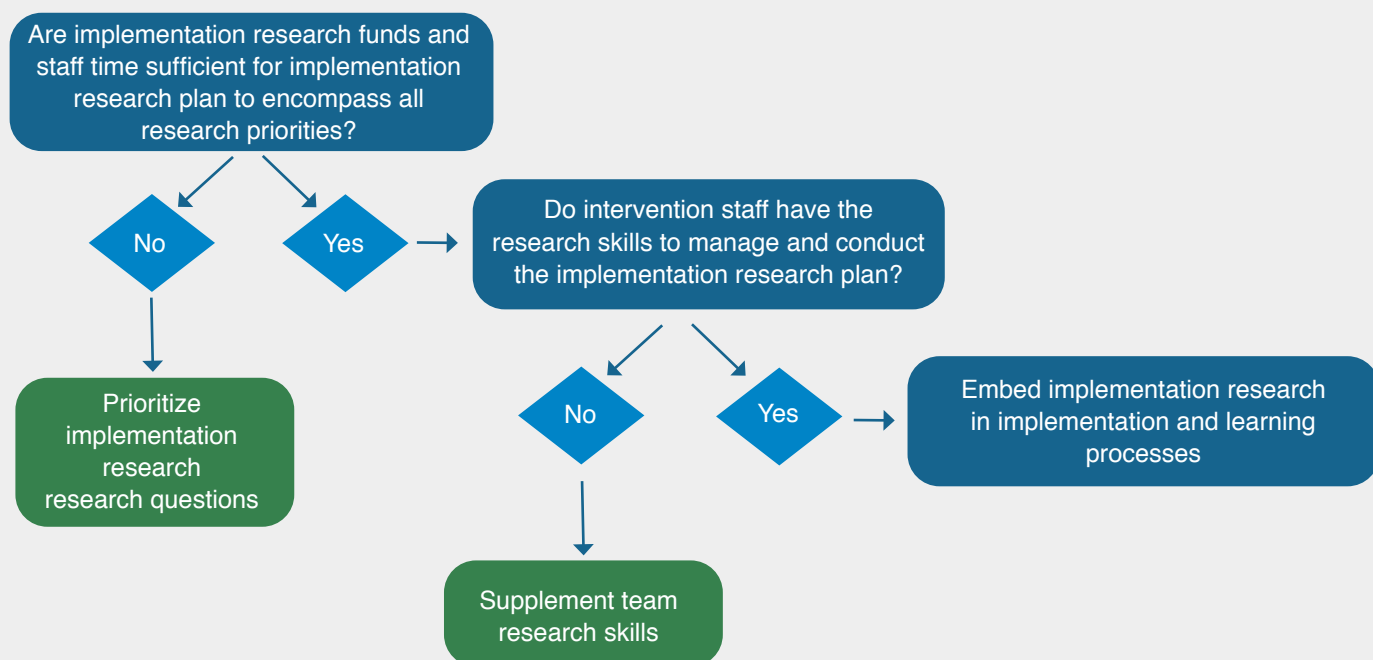 Are implementation research funds and
staff time sufficient for implementation
research plan to encompass all
research priorities?
No
Yes
Do intervention staff have the
research skills to manage and conduct
the implementation research plan?
Prioritize
implementation
research
research questions
No
Yes
Embed implementation research
in implementation and learning
processes
Supplement team
research skills